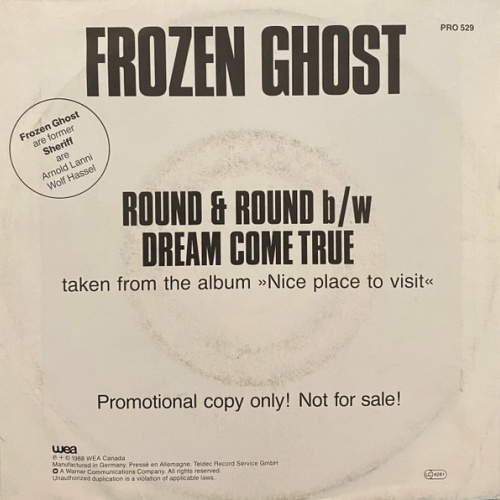 FROZEN GHOST
PRO 529
Frozen Ghost
are former
Sheriff
are
Arnold Lanni
Wolf Hassel
ROUND & ROUND b/w
DREAM COME TRUE
taken from the album »Nice place to visit«
Promotional copy only! Not for sale!
wea
℗ + © 1988 WEA Canada
Manufactured in Germany. Pressé en Allemagne. Teldec Record Service GmbH
A Warner Communications Company. All rights reserved.
Unauthorized duplication is a violation of applicable laws.
LC 4281